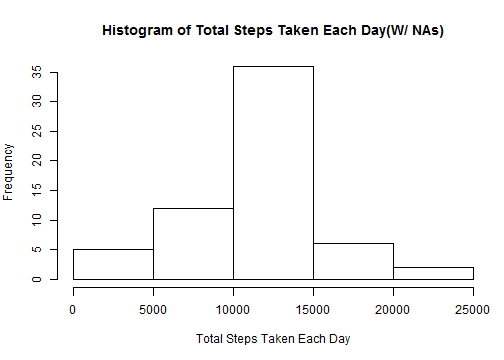 Histogram of Total Steps Taken Each Day(W/ NAs)
35
30
25
20
15
10
5
0
Frequency
0 5000 10000 15000 20000 25000
Total Steps Taken Each Day